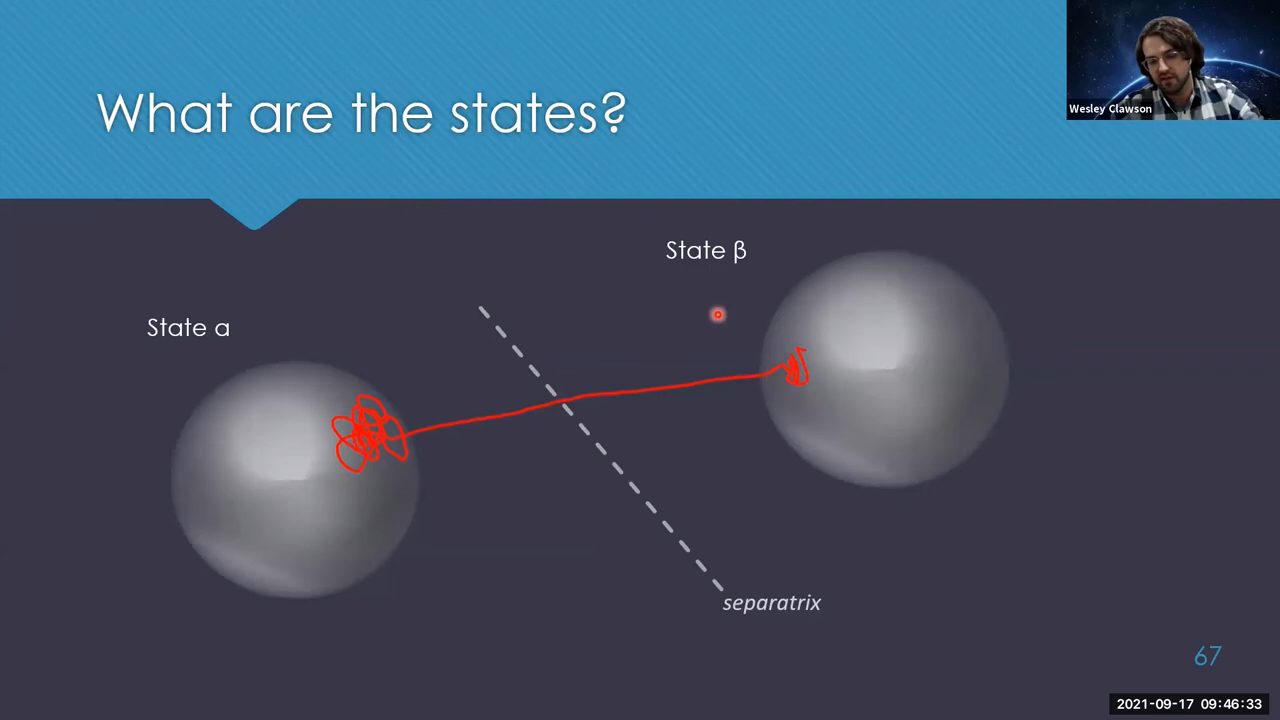 Wesley Clawson
What are the states?
State β
State α
separatrix
67
2021-09-17 09:46:33